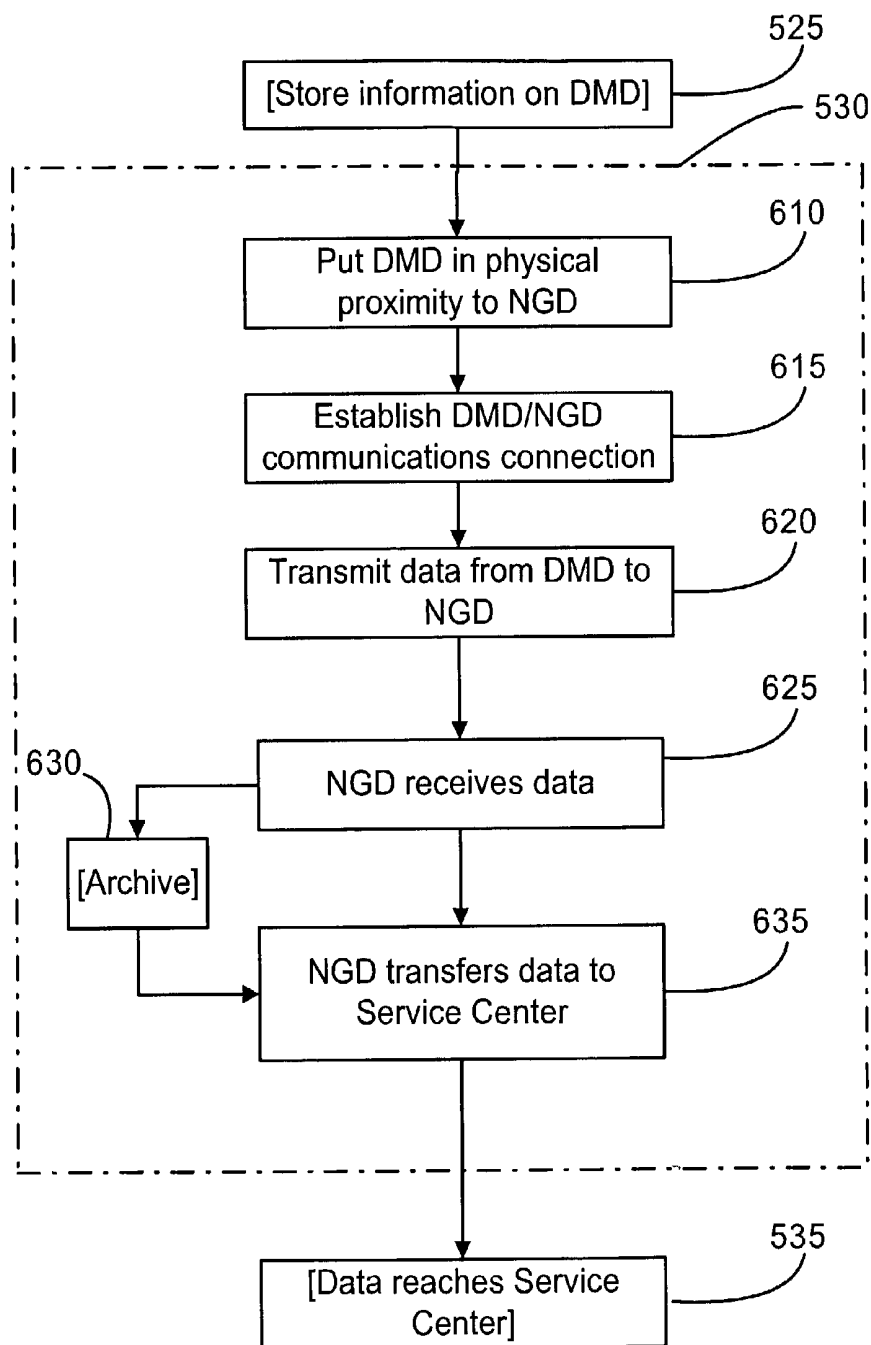 525
[Store information on DMD]
530
610
Put DMD in physical
proximity to NGD
615
Establish DMD/NGD
communications connection
620
Transmit data from DMD to
NGD
625
NGD receives data
630
[Archive]
635
NGD transfers data to
Service Center
535
[Data reaches Service
Center]